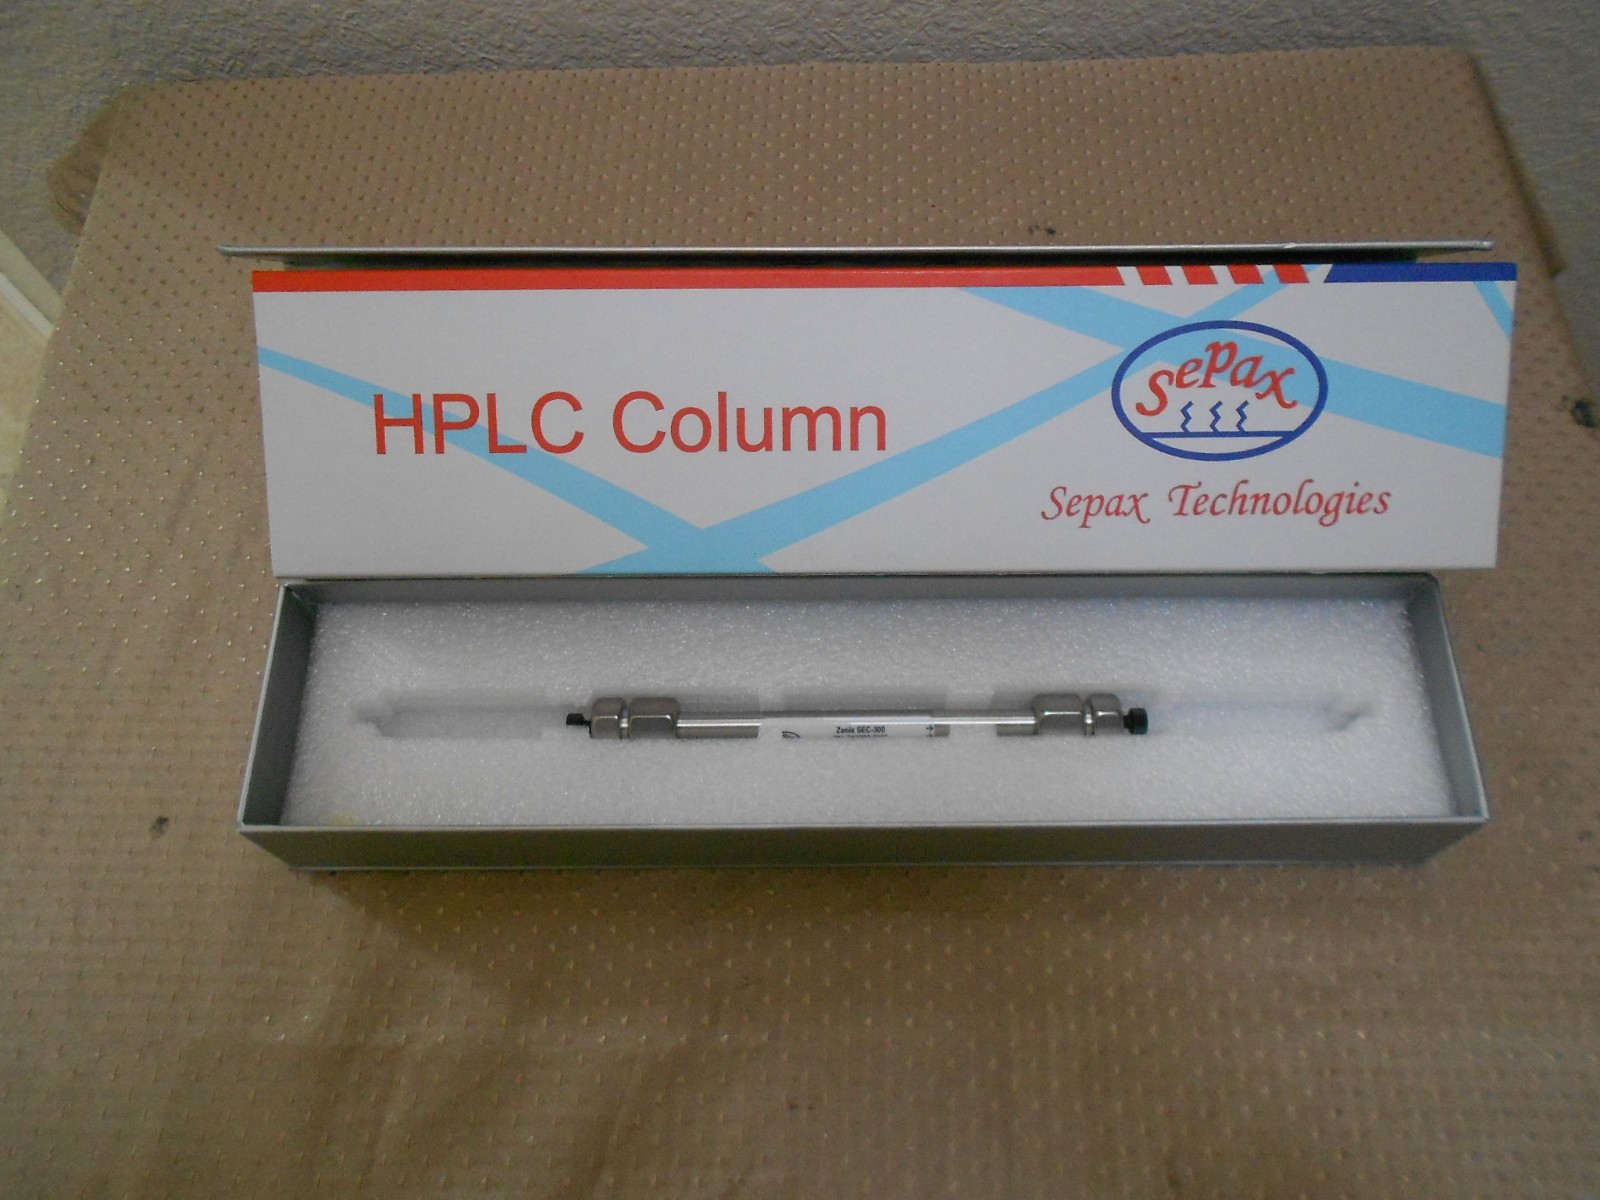 HPLC Column
Sepax
Sepax Technologies
Zenix SEC-300